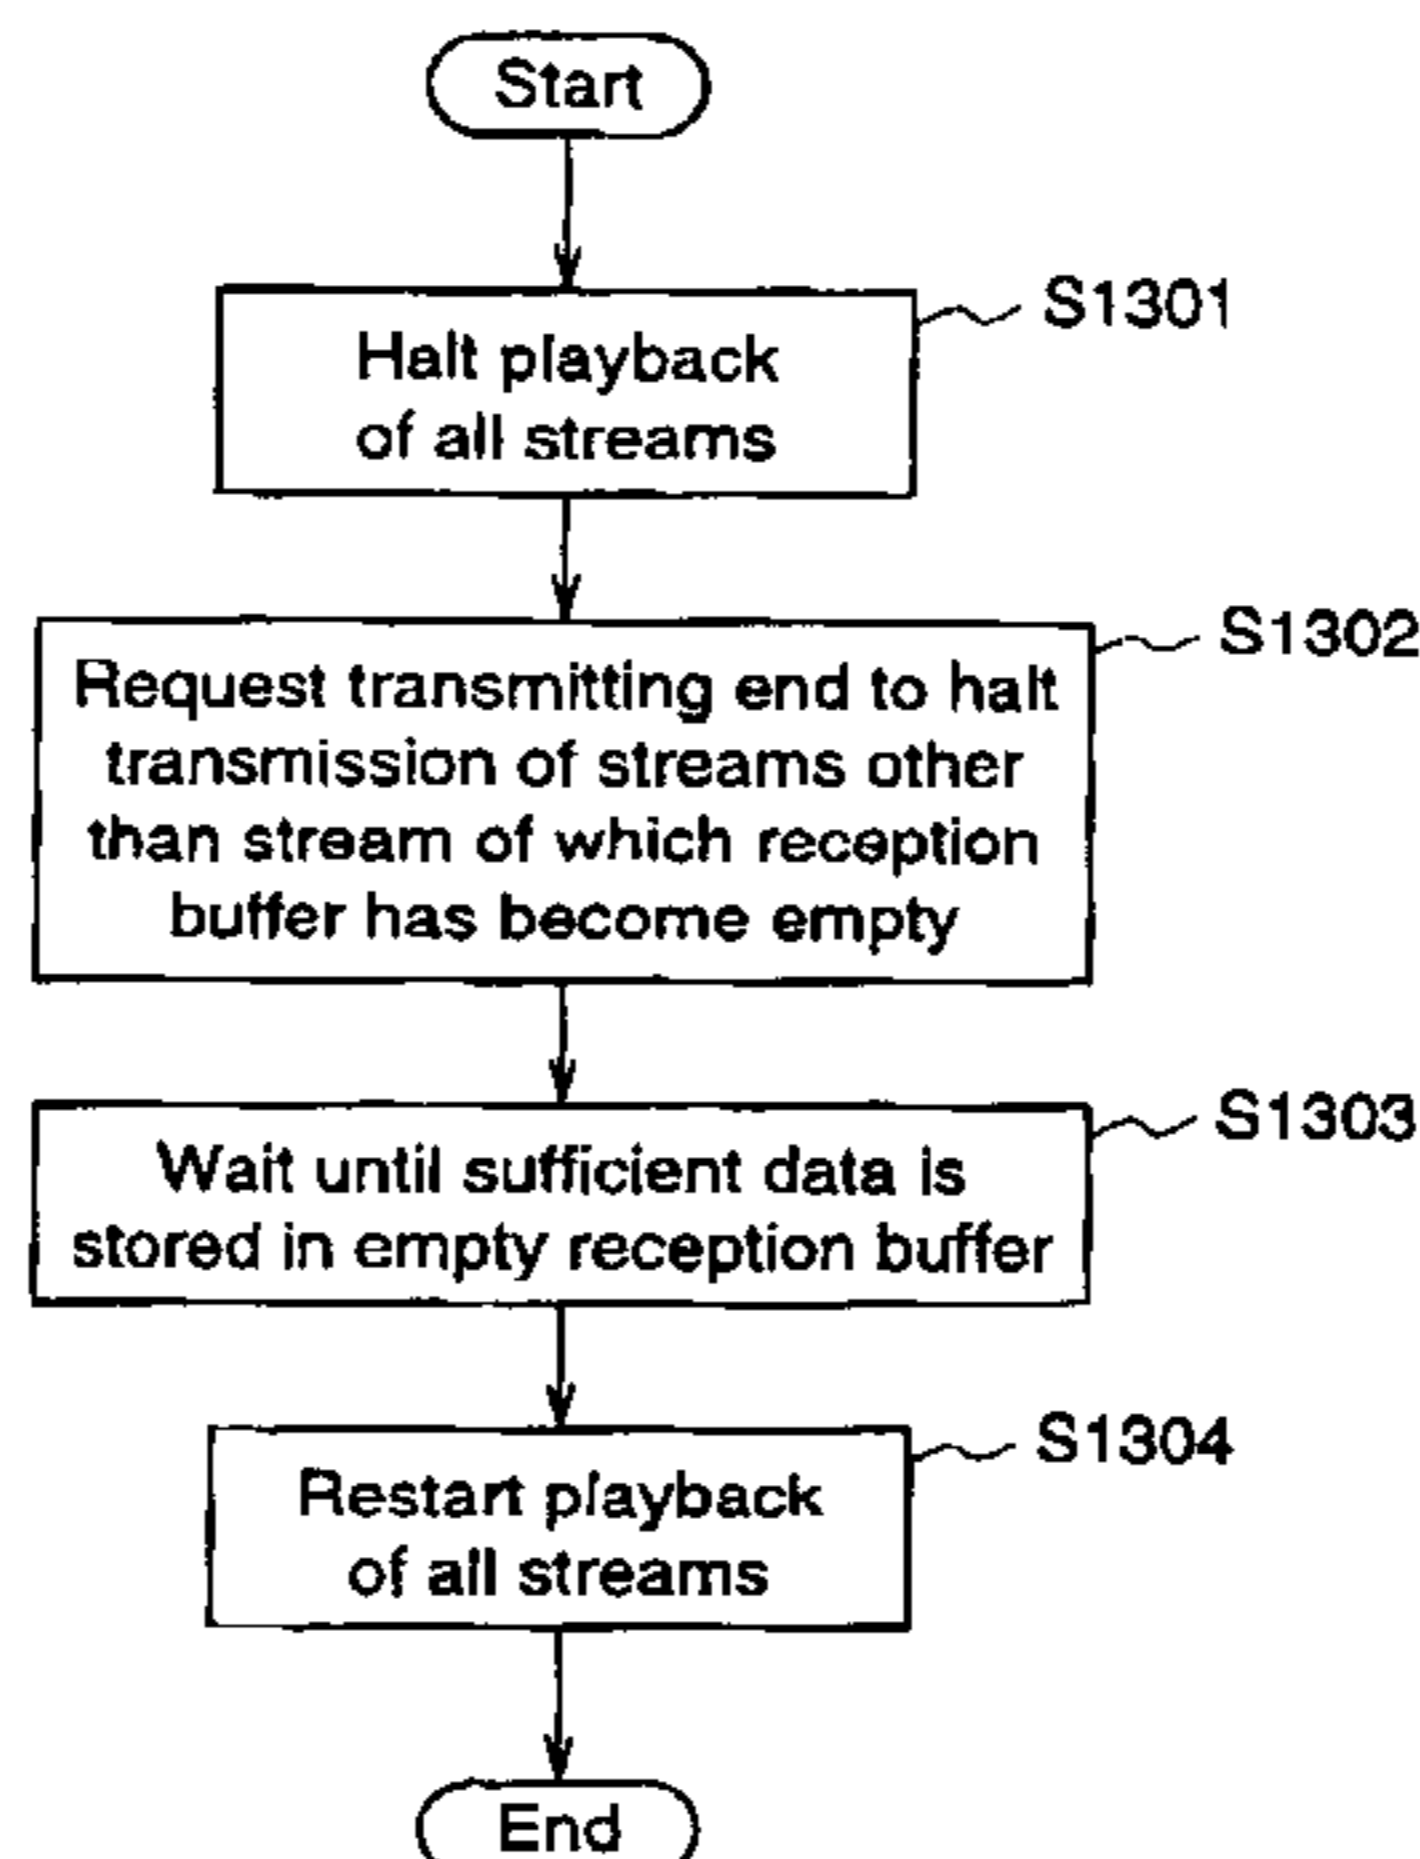 Start
S1301
Halt playback
of all streams
S1302
Request transmitting end to halt
transmission of streams other
than stream of which reception
buffer has become empty
S1303
Wait until sufficient data is
stored in empty reception buffer
S1304
Restart playback
of all streams
End